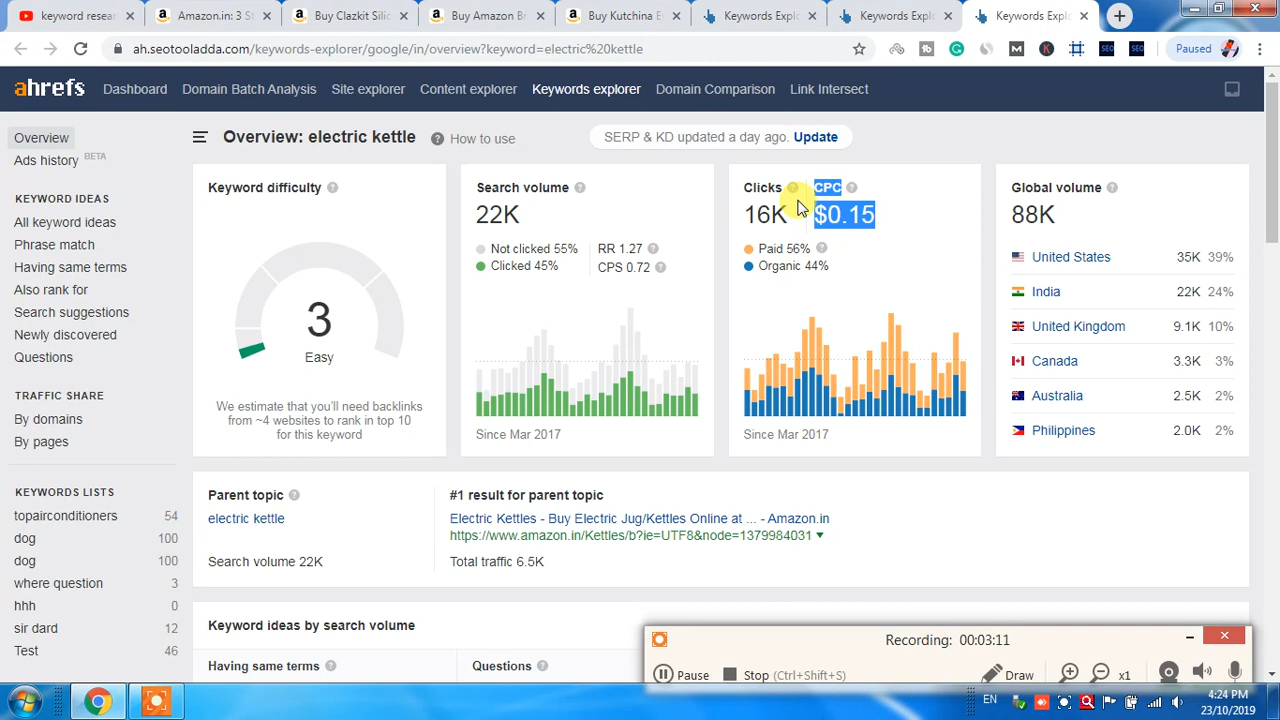 keyword resear
Amazon.in: 3 S
Buy Clazkit Silic
Buy Amazon B
Buy Kutchina E
Keywords Expl
Keywords Expl
Keywords Expl
ah.seotooladda.com/keywords-explorer/google/in/overview?keyword=electric%20kettle
Paused
ahrefs Dashboard Domain Batch Analysis Site explorer Content explorer Keywords explorer Domain Comparison Link Intersect
Overview
Ads history BETA
KEYWORD IDEAS
All keyword ideas
Phrase match
Having same terms
Also rank for
Search suggestions
Newly discovered
Questions
TRAFFIC SHARE
By domains
By pages
KEYWORDS LISTS
topairconditioners 54
dog 100
dog 100
where question 3
hhh 0
sir dard 12
Test 46
Overview: electric kettle ? How to use
SERP & KD updated a day ago. Update
Keyword difficulty ?
3
Easy
We estimate that you'll need backlinks
from ~4 websites to rank in top 10
for this keyword
Search volume ?
22K
Not clicked 55% RR 1.27 ?
Clicked 45% CPS 0.72 ?
Since Mar 2017
Clicks ? CPC ?
16K $0.15
Paid 56% ?
Organic 44%
Since Mar 2017
Global volume ?
88K
United States 35K 39%
India 22K 24%
United Kingdom 9.1K 10%
Canada 3.3K 3%
Australia 2.5K 2%
Philippines 2.0K 2%
Parent topic ?
electric kettle
Search volume 22K
#1 result for parent topic
Electric Kettles - Buy Electric Jug/Kettles Online at ... - Amazon.in
https://www.amazon.in/Kettles/b?ie=UTF8&node=1379984031
Total traffic 6.5K
Keyword ideas by search volume
Having same terms ?
Questions ?
Recording: 00:03:11
Pause Stop (Ctrl+Shift+S) Draw x1
EN
4:24 PM
23/10/2019